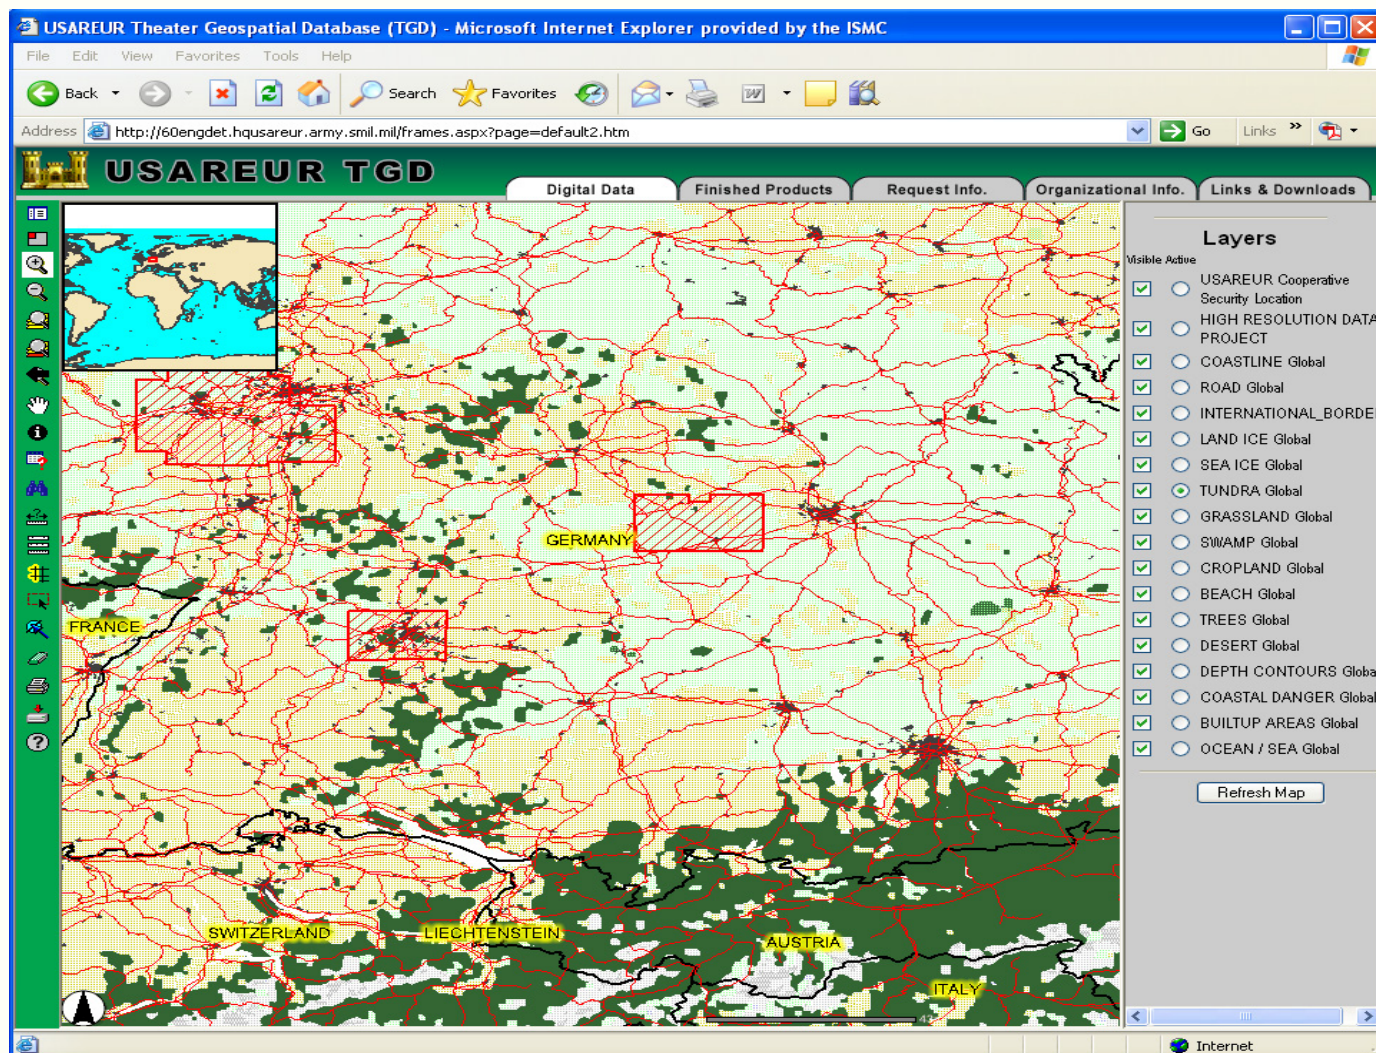 USAREUR Theater Geospatial Database (TGD) - Microsoft Internet Explorer provided by the ISMC
File Edit View Favorites Tools Help
Back Search Favorites
Address http://60engdet.hqusareur.army.smil.mil/frames.aspx?page=default2.htm Go Links »
USAREUR TGD
Digital Data Finished Products Request Info. Organizational Info. Links & Downloads
Layers
Visible Active
USAREUR Cooperative
Security Location
HIGH RESOLUTION DATA
PROJECT
COASTLINE Global
ROAD Global
INTERNATIONAL_BORDER
LAND ICE Global
SEA ICE Global
TUNDRA Global
GRASSLAND Global
SWAMP Global
CROPLAND Global
BEACH Global
TREES Global
DESERT Global
DEPTH CONTOURS Globa
COASTAL DANGER Global
BUILTUP AREAS Global
OCEAN / SEA Global
Refresh Map
GERMANY
FRANCE
SWITZERLAND
LIECHTENSTEIN
AUSTRIA
ITALY
Internet